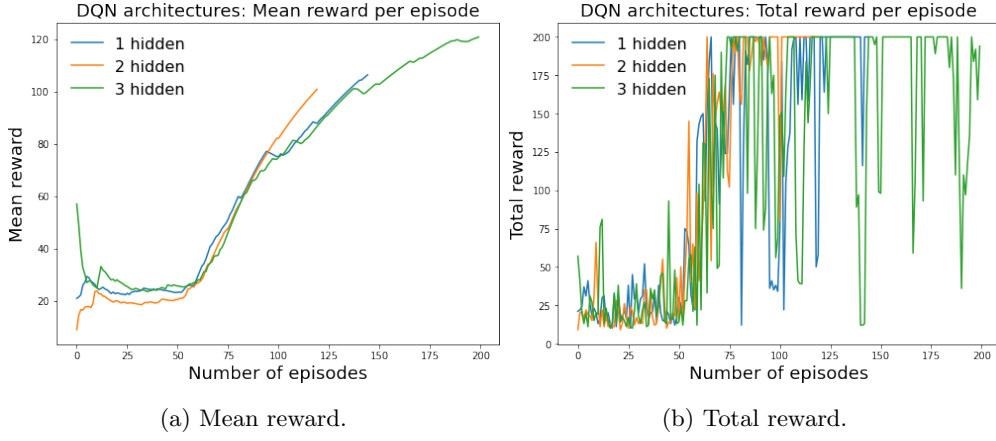 DQN architectures: Mean reward per episode
1 hidden
2 hidden
3 hidden
Mean reward
120
100
80
60
40
20
0 25 50 75 100 125 150 175 200
Number of episodes
(a) Mean reward.
DQN architectures: Total reward per episode
1 hidden
2 hidden
3 hidden
Total reward
200
175
150
125
100
75
50
25
0
0 25 50 75 100 125 150 175 200
Number of episodes
(b) Total reward.